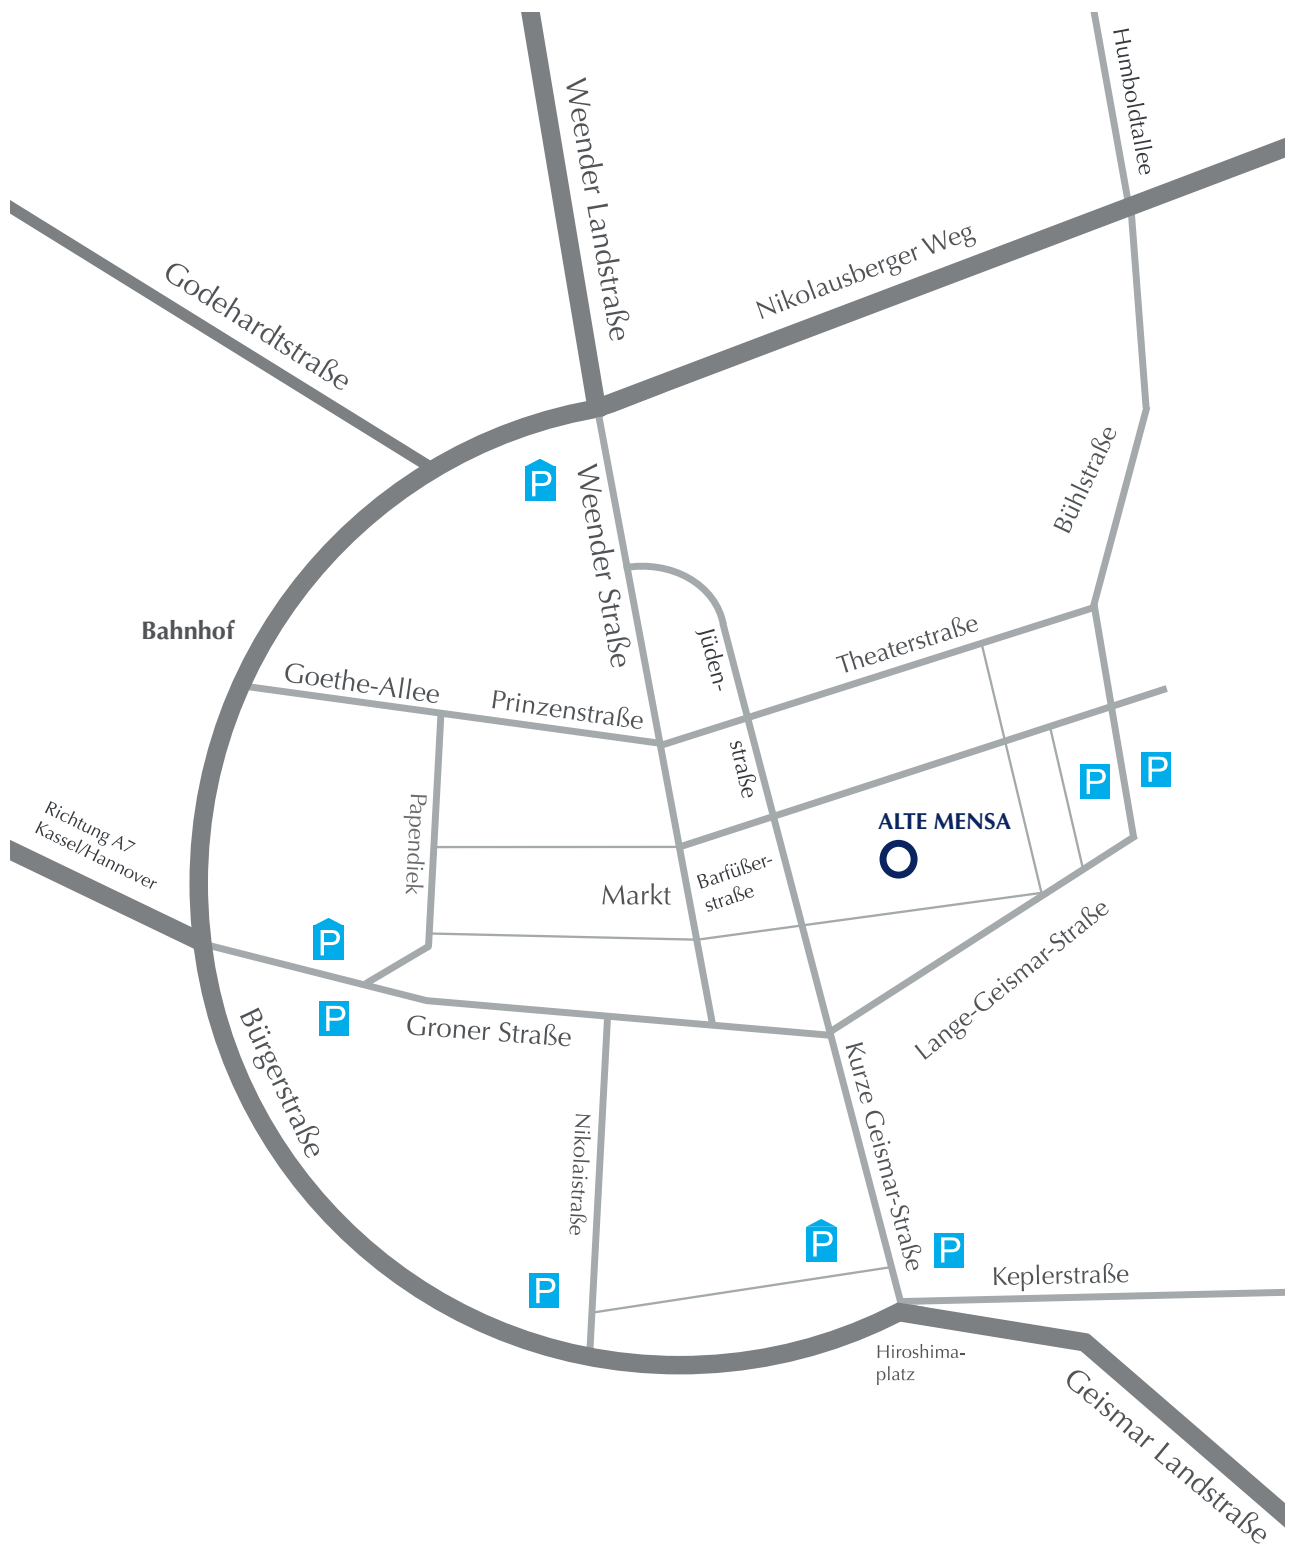 Humboldtallee
Weender Landstraße
Nikolausberger Weg
Godehardtstraße
Bühlstraße
P
Weender Straße
Bahnhof
Jüden-
straße
Theaterstraße
Goethe-Allee
Prinzenstraße
P
P
Richtung A7
Kassel/Hannover
Papendiek
ALTE MENSA
Markt
Barfüßer-
straße
P
P
Lange-Geismar-Straße
Groner Straße
Bürgerstraße
Kurze Geismar-Straße
Nikolaistraße
P
P
P
Keplerstraße
Hiroshima-
platz
Geismar Landstraße